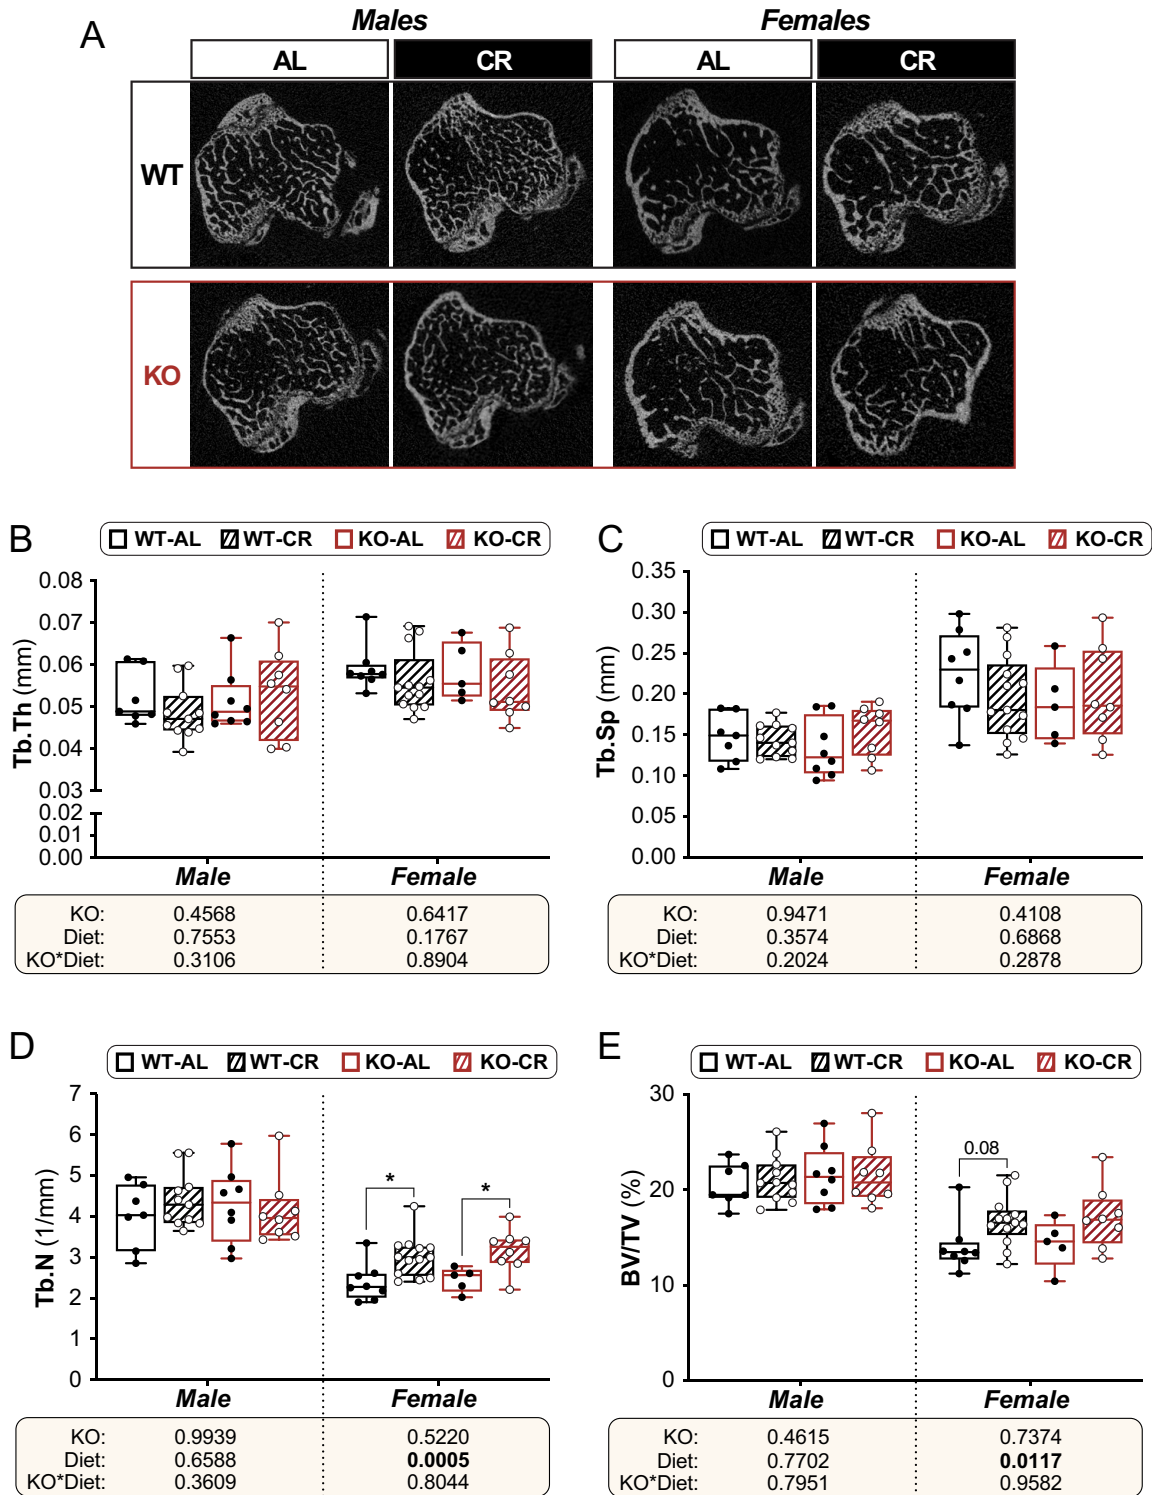 A
Males
Females
AL
CR
AL
CR
WT
KO
B
WT-AL
WT-CR
KO-AL
KO-CR
Tb.Th (mm)
0.08
0.07
0.06
0.05
0.04
0.03
0.02
0.01
0.00
Male
Female
KO: 0.4568 0.6417
Diet: 0.7553 0.1767
KO*Diet: 0.3106 0.8904
C
WT-AL
WT-CR
KO-AL
KO-CR
Tb.Sp (mm)
0.35
0.30
0.25
0.20
0.15
0.10
0.05
0.00
Male
Female
KO: 0.9471 0.4108
Diet: 0.3574 0.6868
KO*Diet: 0.2024 0.2878
D
WT-AL
WT-CR
KO-AL
KO-CR
Tb.N (1/mm)
7
6
5
4
3
2
1
0
*
*
Male
Female
KO: 0.9939 0.5220
Diet: 0.6588 0.0005
KO*Diet: 0.3609 0.8044
E
WT-AL
WT-CR
KO-AL
KO-CR
BV/TV (%)
30
20
10
0
0.08
Male
Female
KO: 0.4615 0.7374
Diet: 0.7702 0.0117
KO*Diet: 0.7951 0.9582